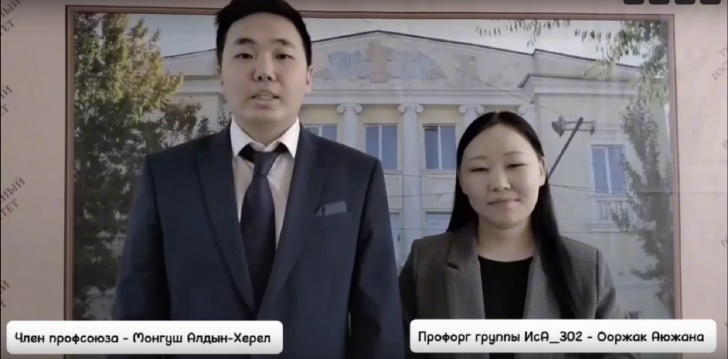 Член профсоюза - Монгуш Алдын-Херел
Профорг группы ИсА_302 - Ооржак Аюжана